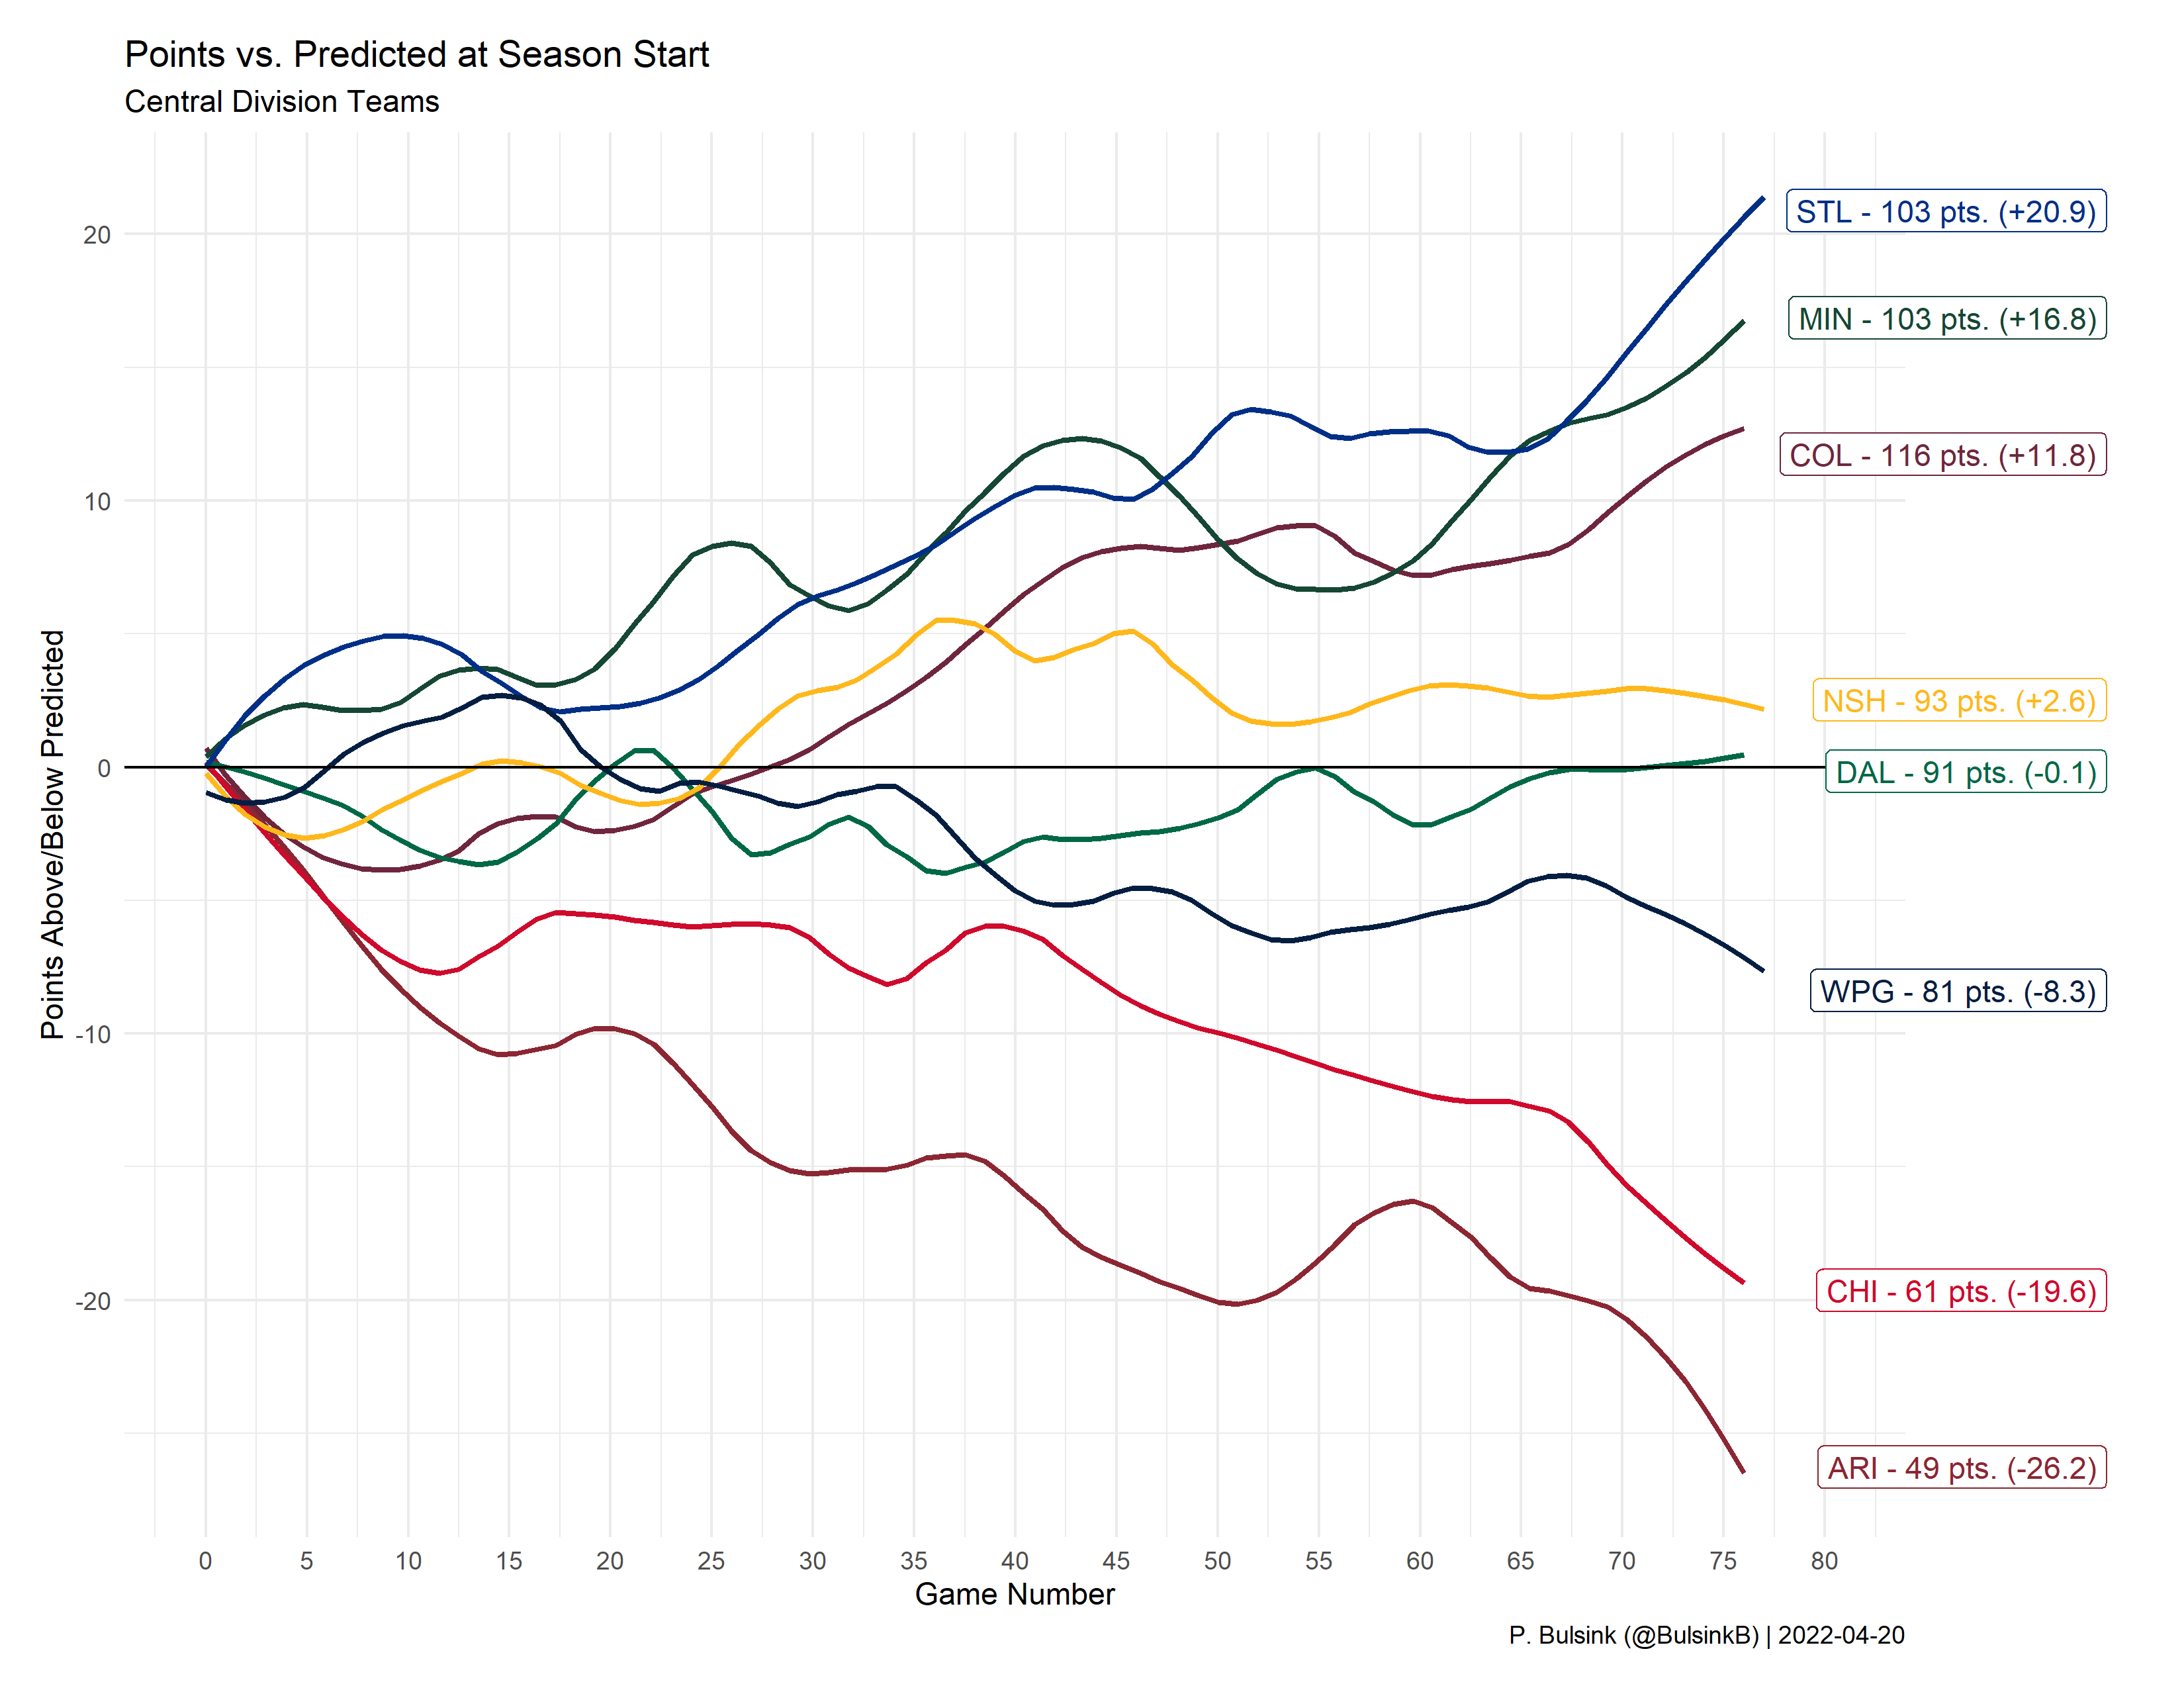 Points vs. Predicted at Season Start
Central Division Teams
Points Above/Below Predicted
20
10
0
-10
-20
STL - 103 pts. (+20.9)
MIN - 103 pts. (+16.8)
COL - 116 pts. (+11.8)
NSH - 93 pts. (+2.6)
DAL - 91 pts. (-0.1)
WPG - 81 pts. (-8.3)
CHI - 61 pts. (-19.6)
ARI - 49 pts. (-26.2)
0 5 10 15 20 25 30 35 40 45 50 55 60 65 70 75 80
Game Number
P. Bulsink (@BulsinkB) | 2022-04-20